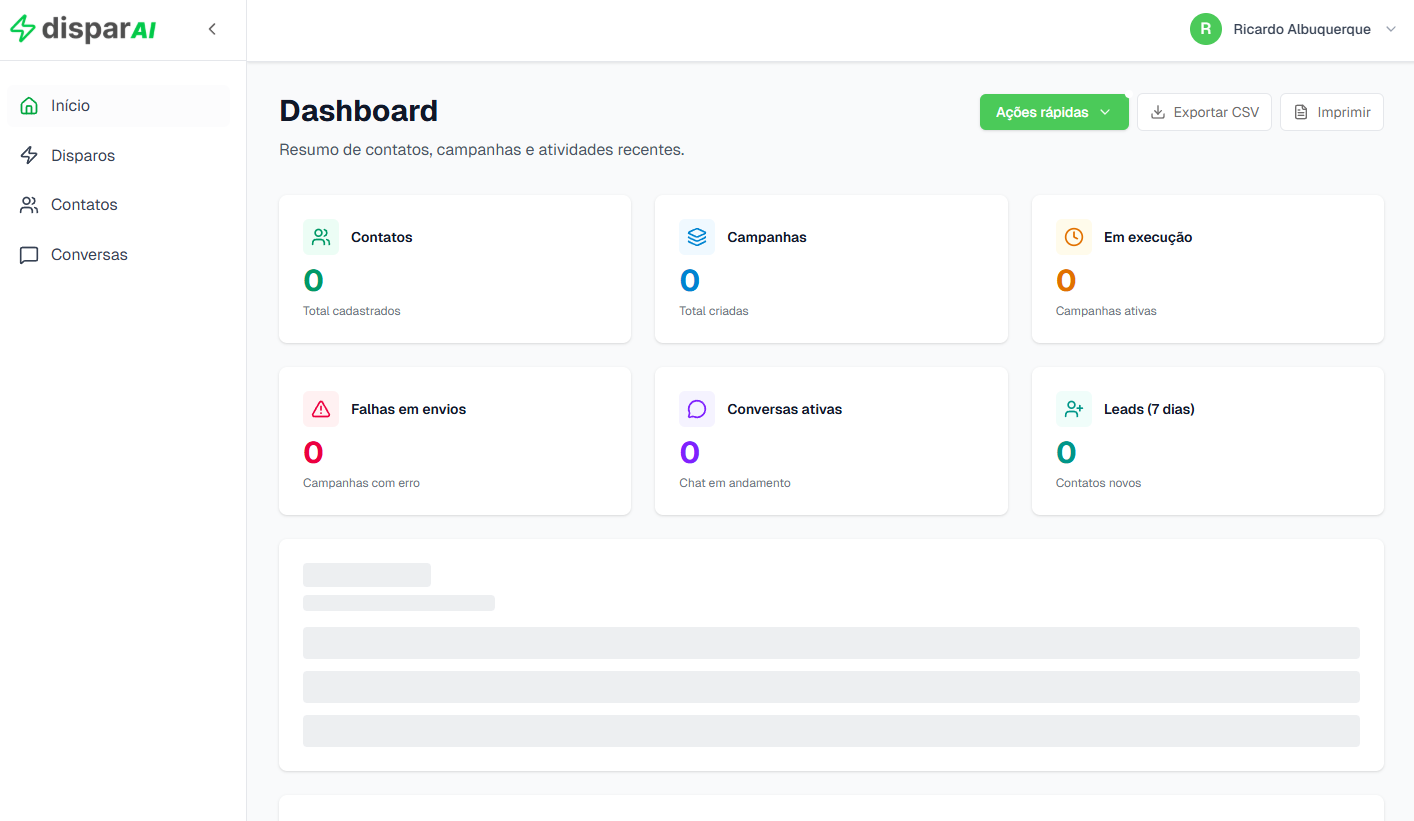 disparAI
R
Ricardo Albuquerque
Início
Disparos
Contatos
Conversas
Dashboard
Resumo de contatos, campanhas e atividades recentes.
Ações rápidas
Exportar CSV
Imprimir
Contatos
0
Total cadastrados
Campanhas
0
Total criadas
Em execução
0
Campanhas ativas
Falhas em envios
0
Campanhas com erro
Conversas ativas
0
Chat em andamento
Leads (7 dias)
0
Contatos novos